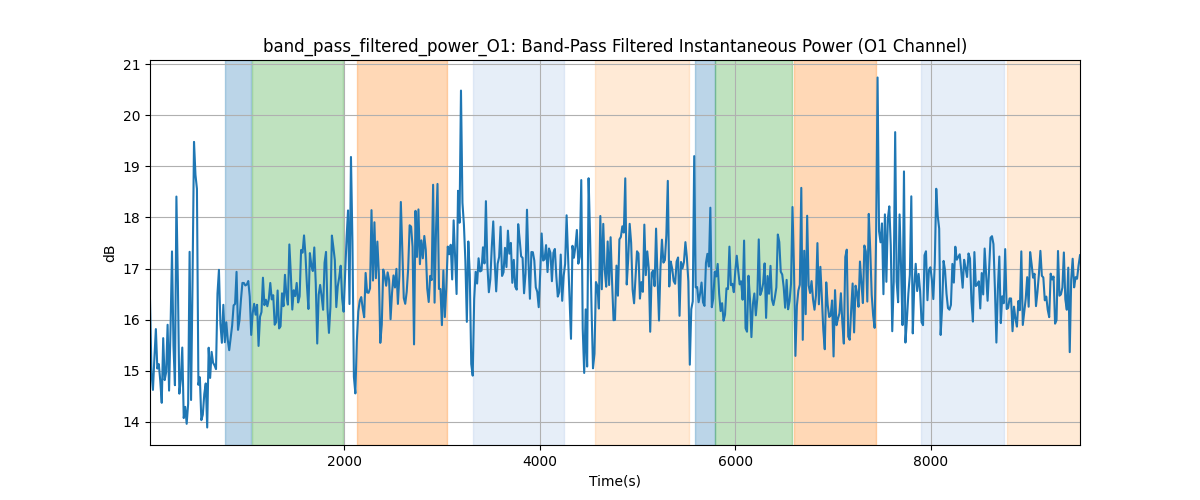 band_pass_filtered_power_O1: Band-Pass Filtered Instantaneous Power (O1 Channel)
21
20
19
18
17
16
15
14
dB
2000 4000 6000 8000
Time(s)